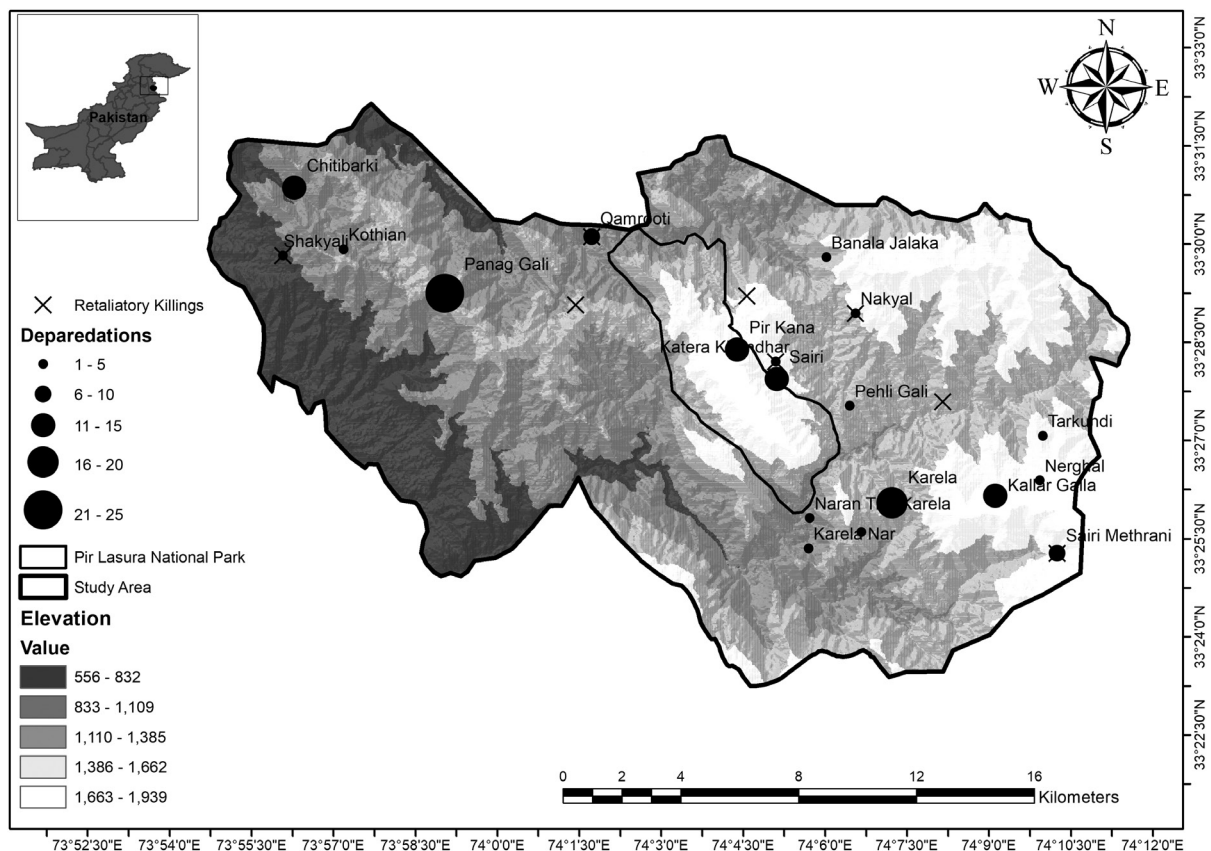 Pakistan
N
W
E
S
Chitibarki
Qamrooti
Shakyali
Kothian
Banala Jalaka
Panag Gali
Nakyal
Pir Kana
Sairi
Pehli Gali
Tarkundi
Nerghal
Karela
Kallar Galla
Karela
Karela Nar
Sairi Methrani
Retaliatory Killings
Deparedations
1 - 5
6 - 10
11 - 15
16 - 20
21 - 25
Pir Lasura National Park
Study Area
Elevation
Value
556 - 832
833 - 1,109
1,110 - 1,385
1,386 - 1,662
1,663 - 1,939
0 2 4 8 12 16
Kilometers
33°33'0"N
33°31'30"N
33°30'0"N
33°28'30"N
33°27'0"N
33°25'30"N
33°24'0"N
33°22'30"N
73°52'30"E 73°54'0"E 73°55'30"E 73°57'0"E 73°58'30"E 74°0'0"E 74°1'30"E 74°3'0"E 74°4'30"E 74°6'0"E 74°7'30"E 74°9'0"E 74°10'30"E 74°12'0"E
Katera
Naran